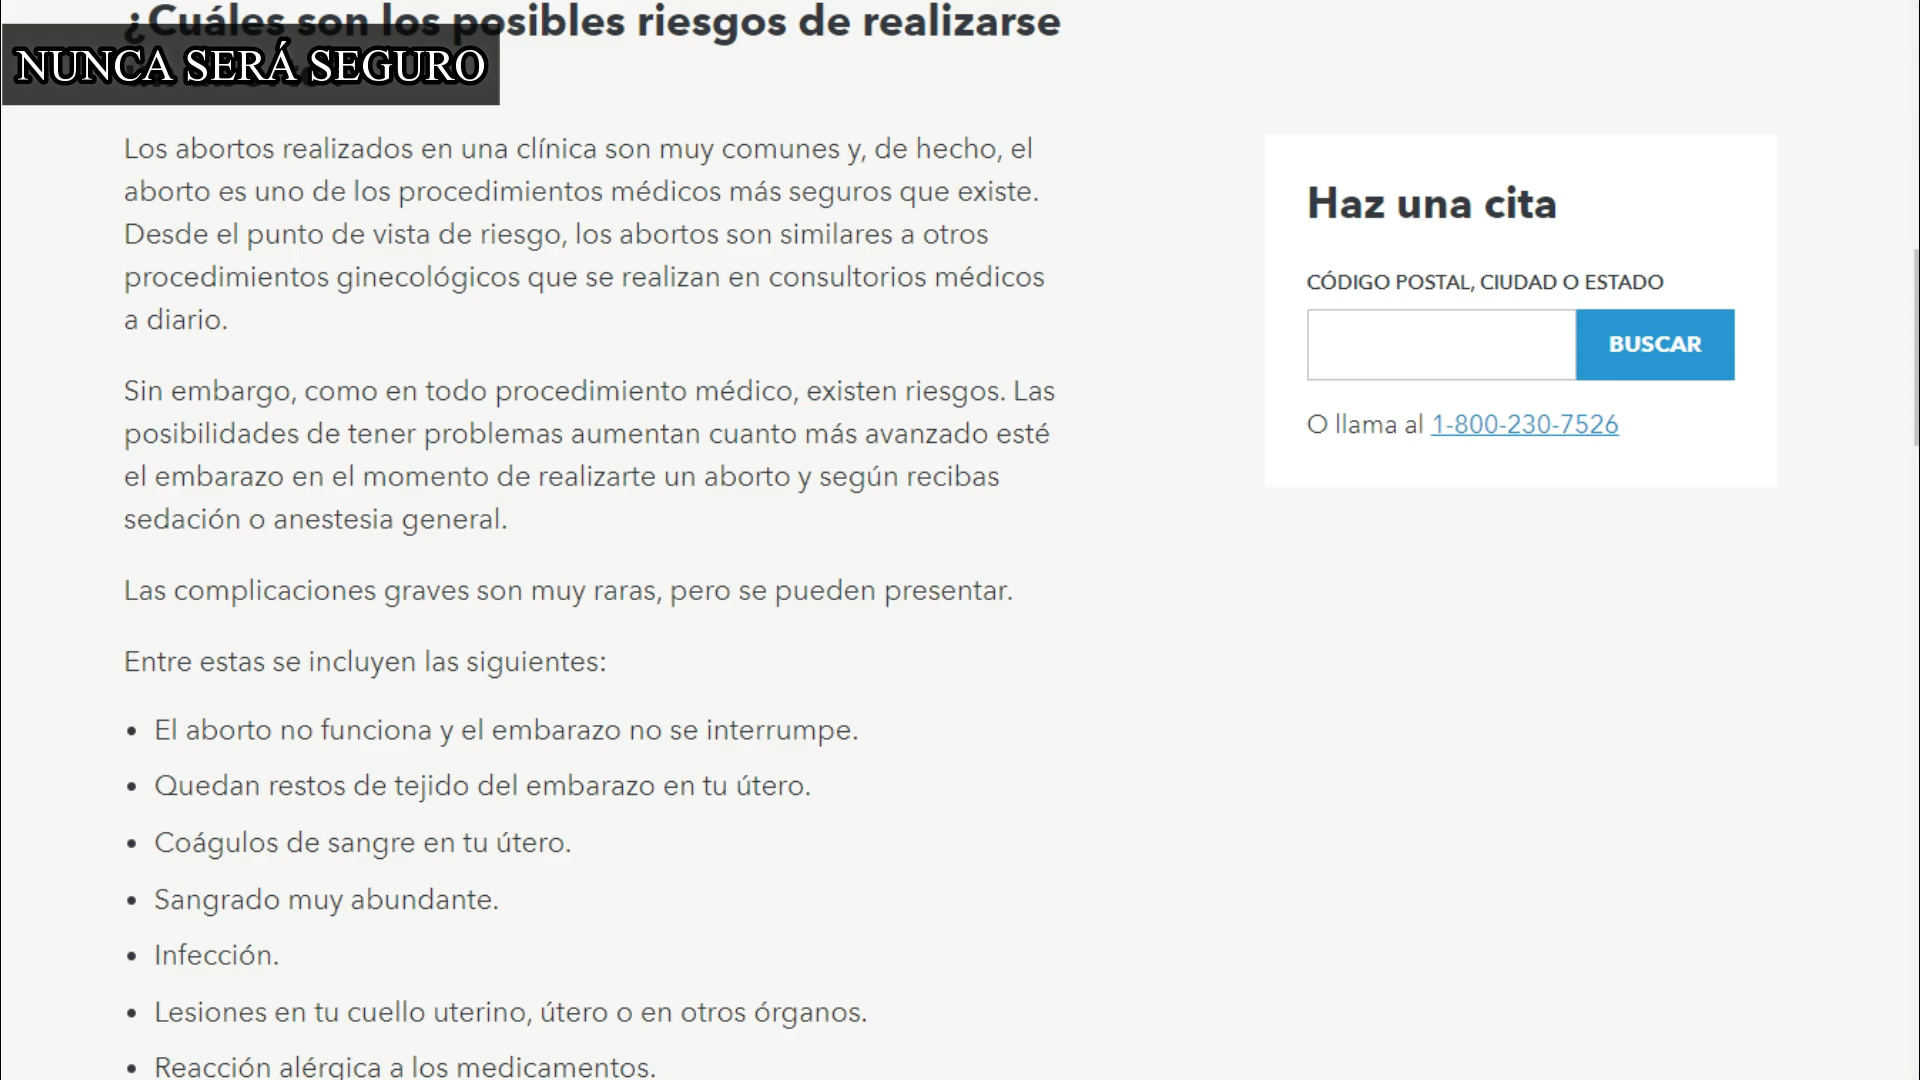 ¿Cuáles son los posibles riesgos de realizarse
NUNCA SERÁ SEGURO
Los abortos realizados en una clínica son muy comunes y, de hecho, el
aborto es uno de los procedimientos médicos más seguros que existe.
Desde el punto de vista de riesgo, los abortos son similares a otros
procedimientos ginecológicos que se realizan en consultorios médicos
a diario.
Sin embargo, como en todo procedimiento médico, existen riesgos. Las
posibilidades de tener problemas aumentan cuanto más avanzado esté
el embarazo en el momento de realizarte un aborto y según recibas
sedación o anestesia general.
Las complicaciones graves son muy raras, pero se pueden presentar.
Entre estas se incluyen las siguientes:
• El aborto no funciona y el embarazo no se interrumpe.
• Quedan restos de tejido del embarazo en tu útero.
• Coágulos de sangre en tu útero.
• Sangrado muy abundante.
• Infección.
• Lesiones en tu cuello uterino, útero o en otros órganos.
• Reacción alérgica a los medicamentos.
Haz una cita
CÓDIGO POSTAL, CIUDAD O ESTADO
BUSCAR
O llama al 1-800-230-7526